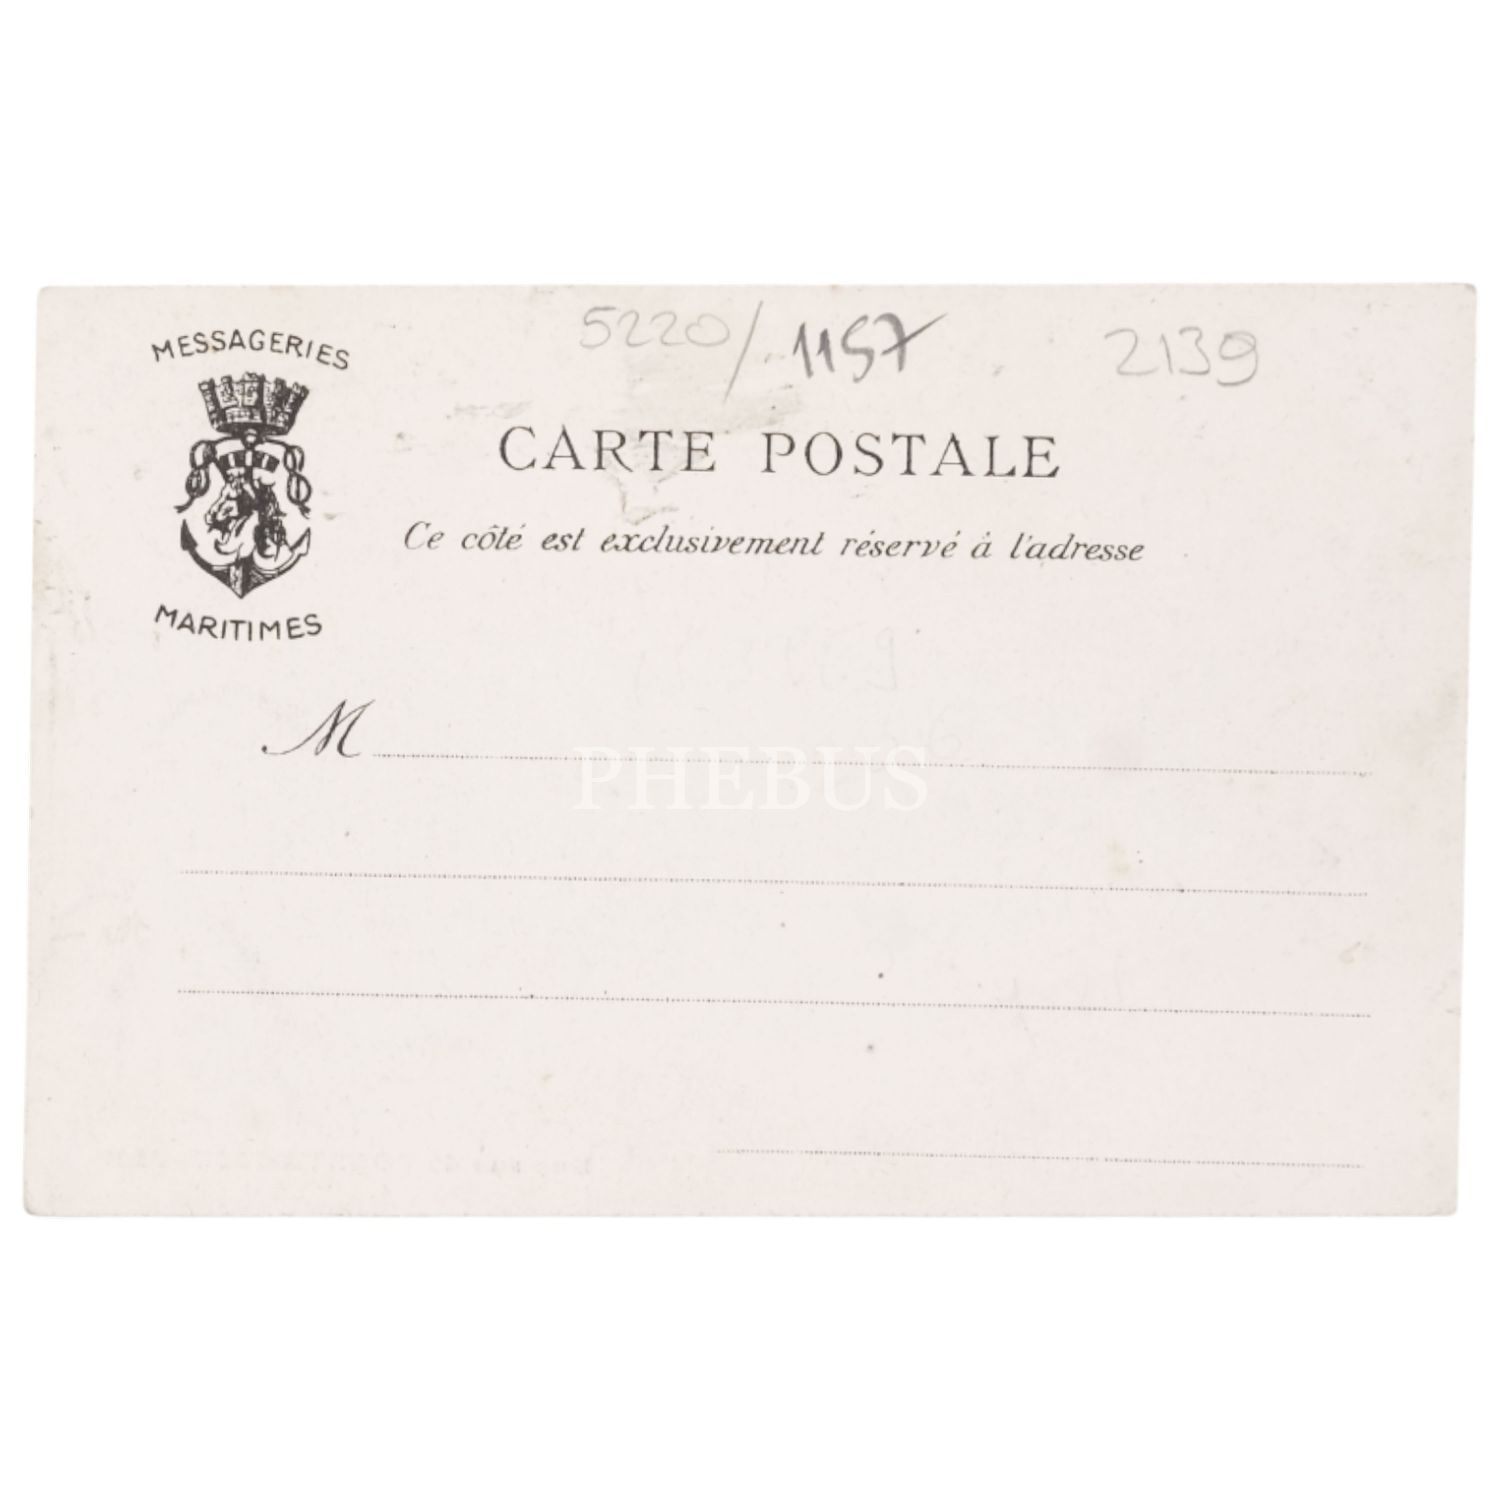 5220/1157 2139
MESSAGERIES
MARITIMES
CARTE POSTALE
Ce côté est exclusivement réservé à l'adresse
M
PHEBUS